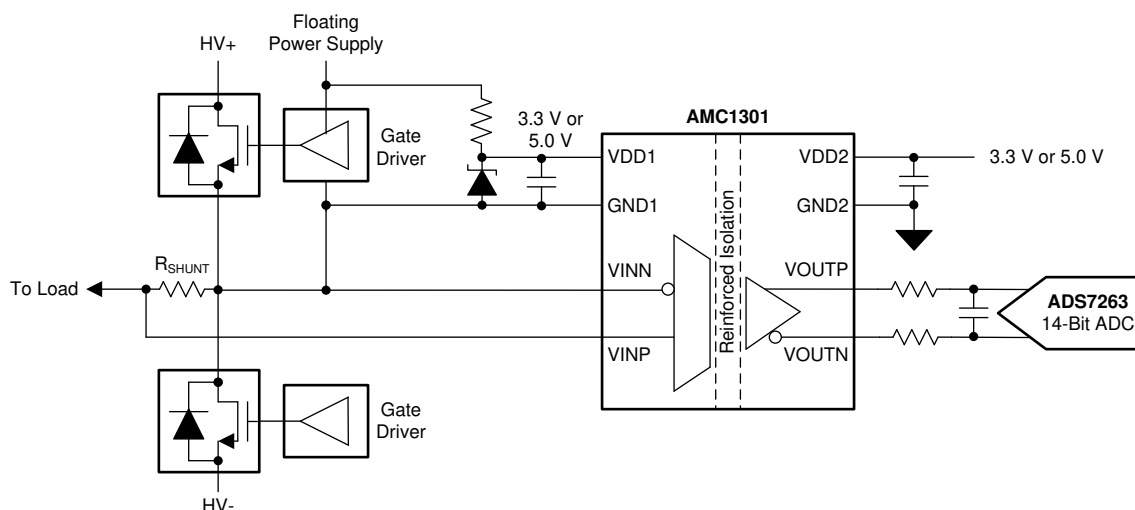 Floating
Power Supply
HV+
Gate
Driver
3.3 V or
5.0 V
AMC1301
VDD1
VDD2
3.3 V or 5.0 V
GND1
GND2
Reinforced Isolation
RSHUNT
To Load
VINN
VOUTP
ADS7263
14-Bit ADC
VINP
VOUTN
Gate
Driver
HV-